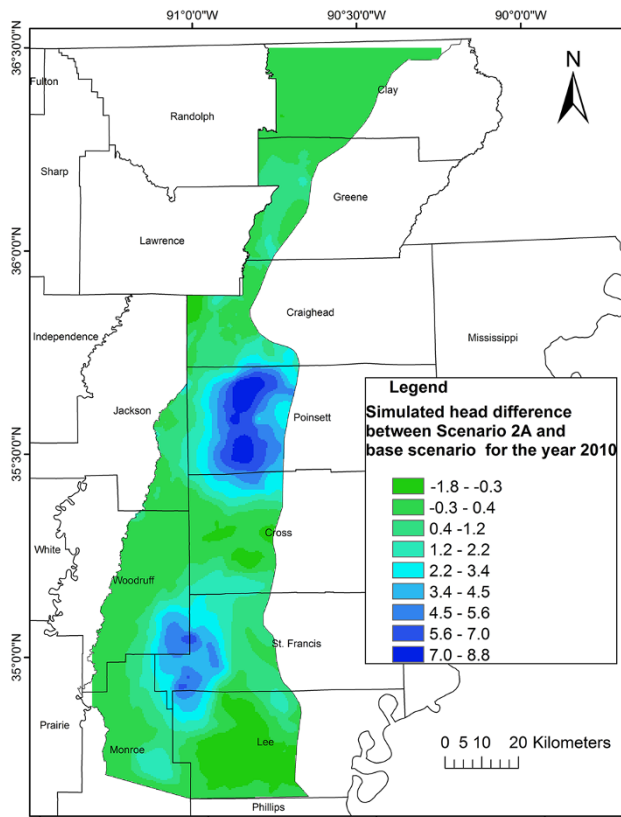 91°0'0"W 90°30'0"W 90°0'0"W
36°30'0"N
36°0'0"N
35°30'0"N
35°0'0"N
N
Fulton
Clay
Randolph
Sharp
Greene
Lawrence
Craighead
Independence
Mississippi
Jackson
Poinsett
White
Cross
Woodruff
St. Francis
Prairie
Monroe
Lee
Phillips
Legend
Simulated head difference
between Scenario 2A and
base scenario for the year 2010
-1.8 - -0.3
-0.3 - 0.4
0.4 - 1.2
1.2 - 2.2
2.2 - 3.4
3.4 - 4.5
4.5 - 5.6
5.6 - 7.0
7.0 - 8.8
0 5 10 20 Kilometers